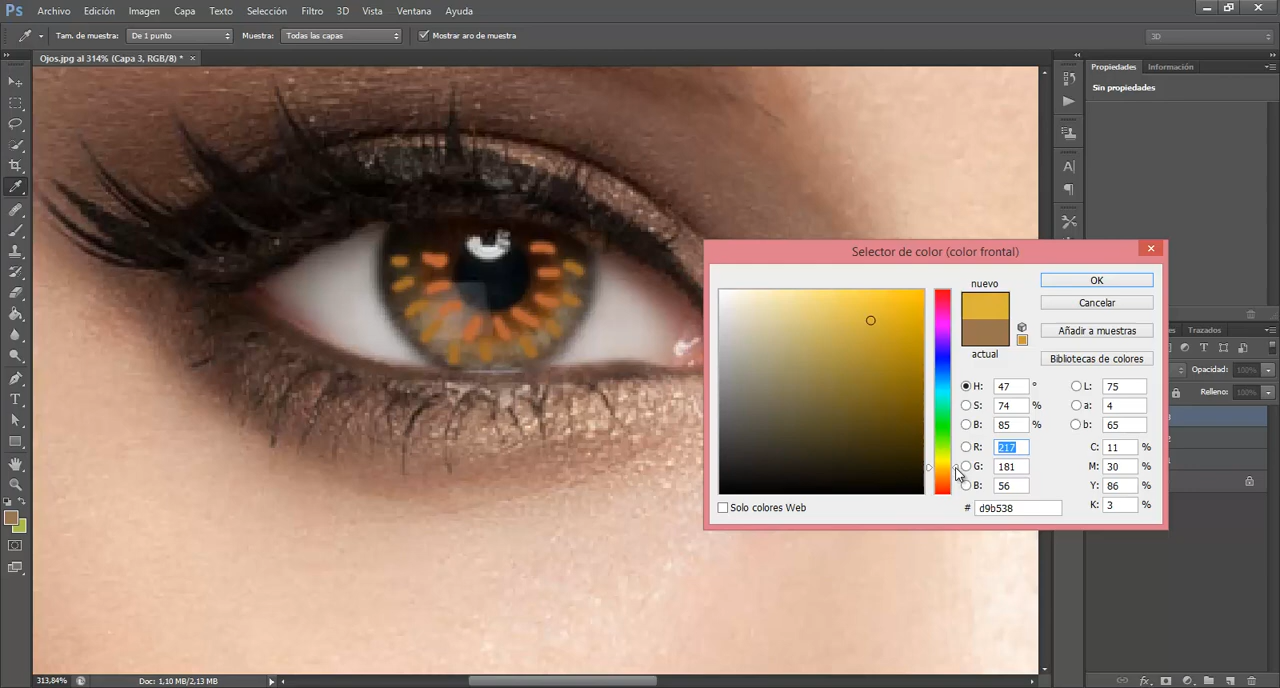 Ps Archivo Edición Imagen Capa Texto Selección Filtro 3D Vista Ventana Ayuda
Tam. de muestra: De 1 punto Muestra: Todas las capas Mostrar aro de muestra 3D
Ojos.jpg al 314% (Capa 3, RGB/8) * ×
Propiedades Información
Sin propiedades
Selector de color (color frontal)
nuevo
actual
OK
Cancelar
Añadir a muestras
Bibliotecas de colores
H: 47 ° L: 75
S: 74 % a: 4
B: 85 % b: 65
R: 217 C: 11 %
G: 181 M: 30 %
B: 56 Y: 86 %
# d9b538 K: 3 %
Solo colores Web
Trazados
Opacidad: 100%
Relleno: 100%
313,84% Doc: 1,10 MB/2,13 MB